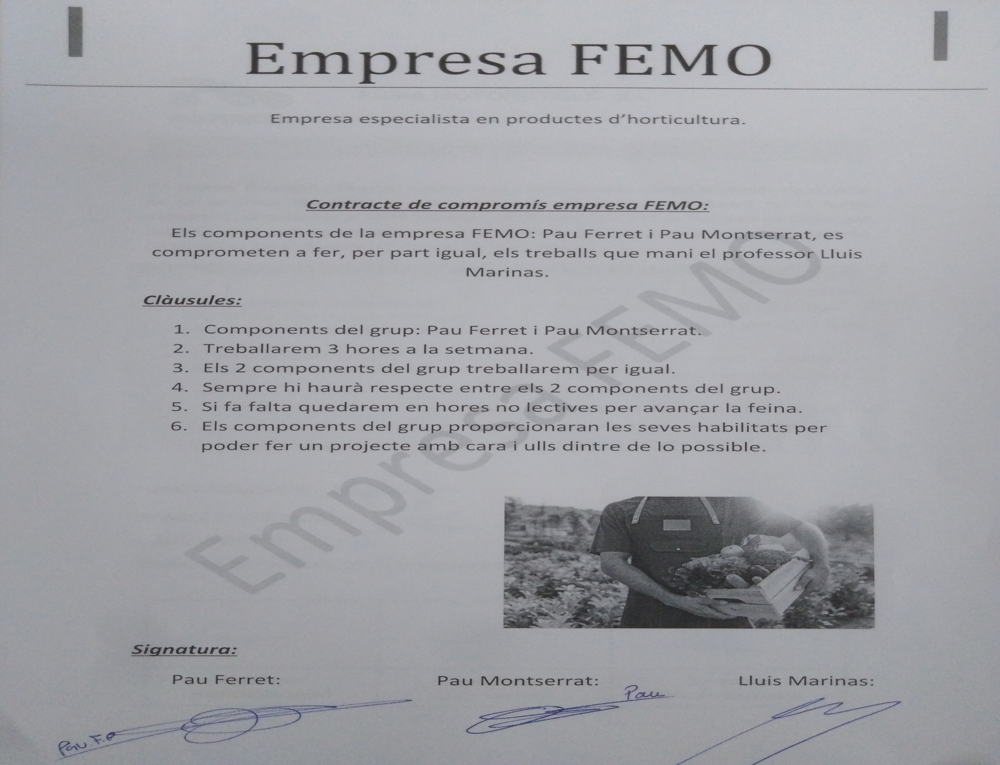 Empresa FEMO
Empresa especialista en productes d'horticultura.
Contracte de compromís empresa FEMO:
Els components de la empresa FEMO: Pau Ferret i Pau Montserrat, es
comprometen a fer, per part igual, els treballs que mani el professor Lluis
Marinas.
Clàusules:
1. Components del grup: Pau Ferret i Pau Montserrat.
2. Treballarem 3 hores a la setmana.
3. Els 2 components del grup treballarem per igual.
4. Sempre hi haurà respecte entre els 2 components del grup.
5. Si fa falta quedarem en hores no lectives per avançar la feina.
6. Els components del grup proporcionaran les seves habilitats per
poder fer un projecte amb cara i ulls dintre de lo possible.
Empresa FEMO
Signatura:
Pau Ferret: Pau Montserrat: Lluis Marinas:
Pau
Pau F.